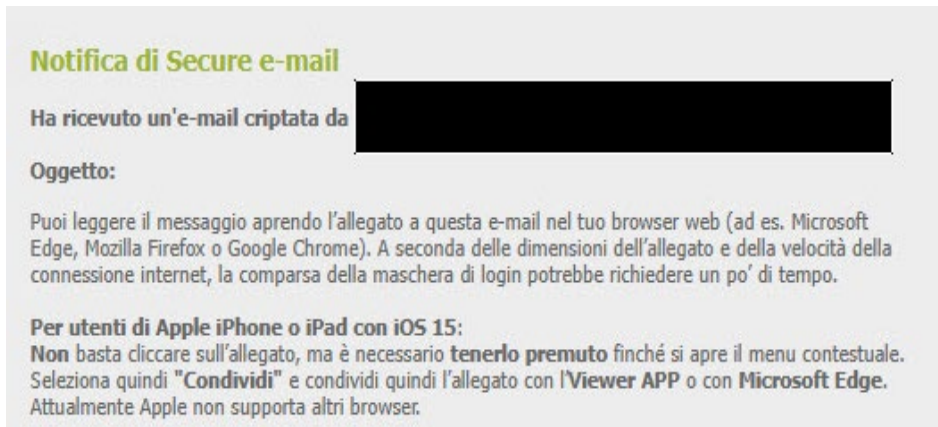 Notifica di Secure e-mail
Ha ricevuto un'e-mail criptata da
Oggetto:
Puoi leggere il messaggio aprendo l’allegato a questa e-mail nel tuo browser web (ad es. Microsoft
Edge, Mozilla Firefox o Google Chrome). A seconda delle dimensioni dell’allegato e della velocità della
connessione internet, la comparsa della maschera di login potrebbe richiedere un po’ di tempo.
Per utenti di Apple iPhone o iPad con iOS 15:
Non basta cliccare sull’allegato, ma è necessario tenerlo premuto finché si apre il menu contestuale.
Seleziona quindi "Condividi" e condividi quindi l’allegato con l’Viewer APP o con Microsoft Edge.
Attualmente Apple non supporta altri browser.